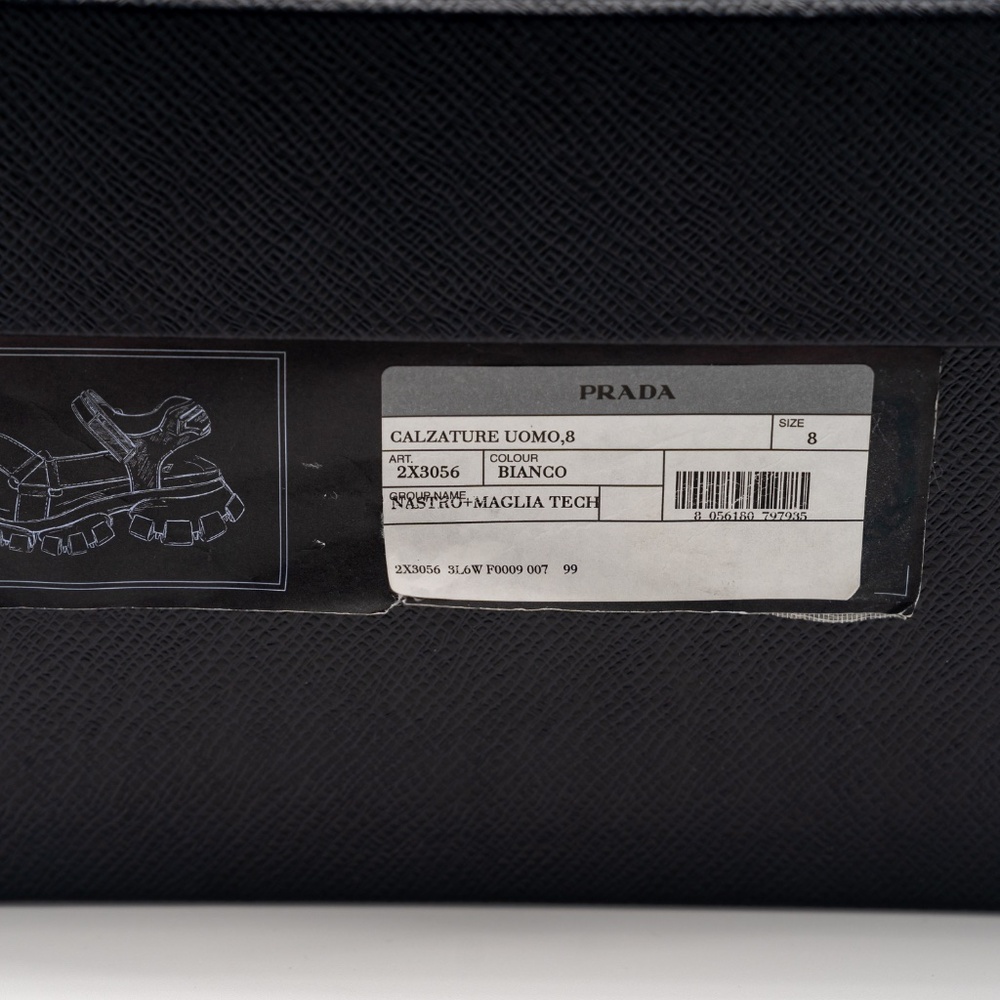 PRADA
CALZATURE UOMO,8
SIZE
8
ART.
2X3056
COLOUR
BIANCO
GROUP NAME
NASTRO+MAGLIA TECH
8 056180 797935
2X3056 3L6W F0009 007 99